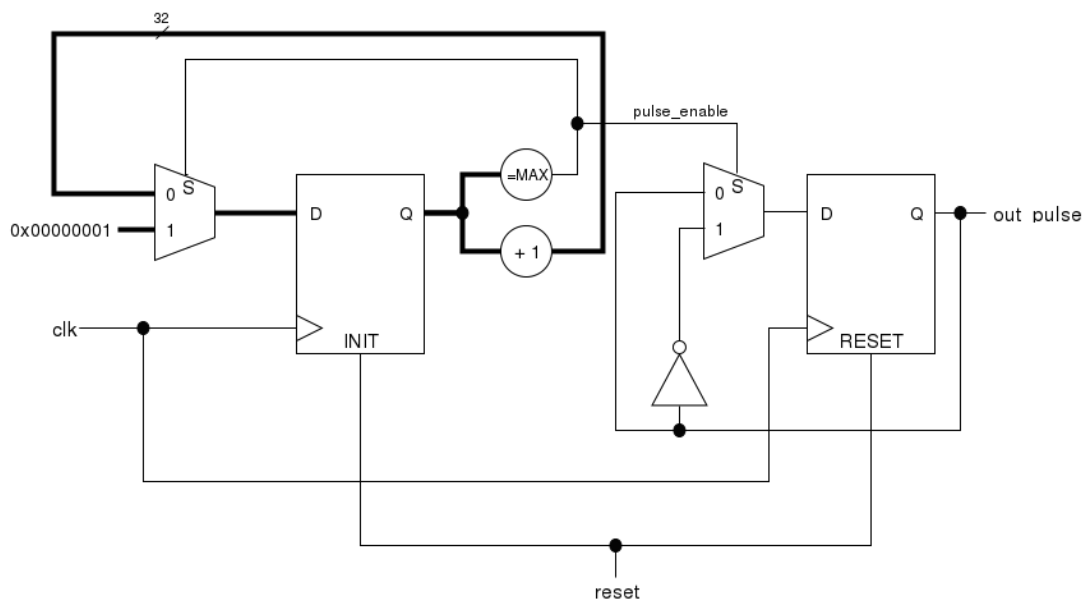 32
pulse_enable
S
0
1
0x00000001
D
Q
=MAX
+ 1
S
0
1
D
Q
out_pulse
clk
INIT
RESET
reset